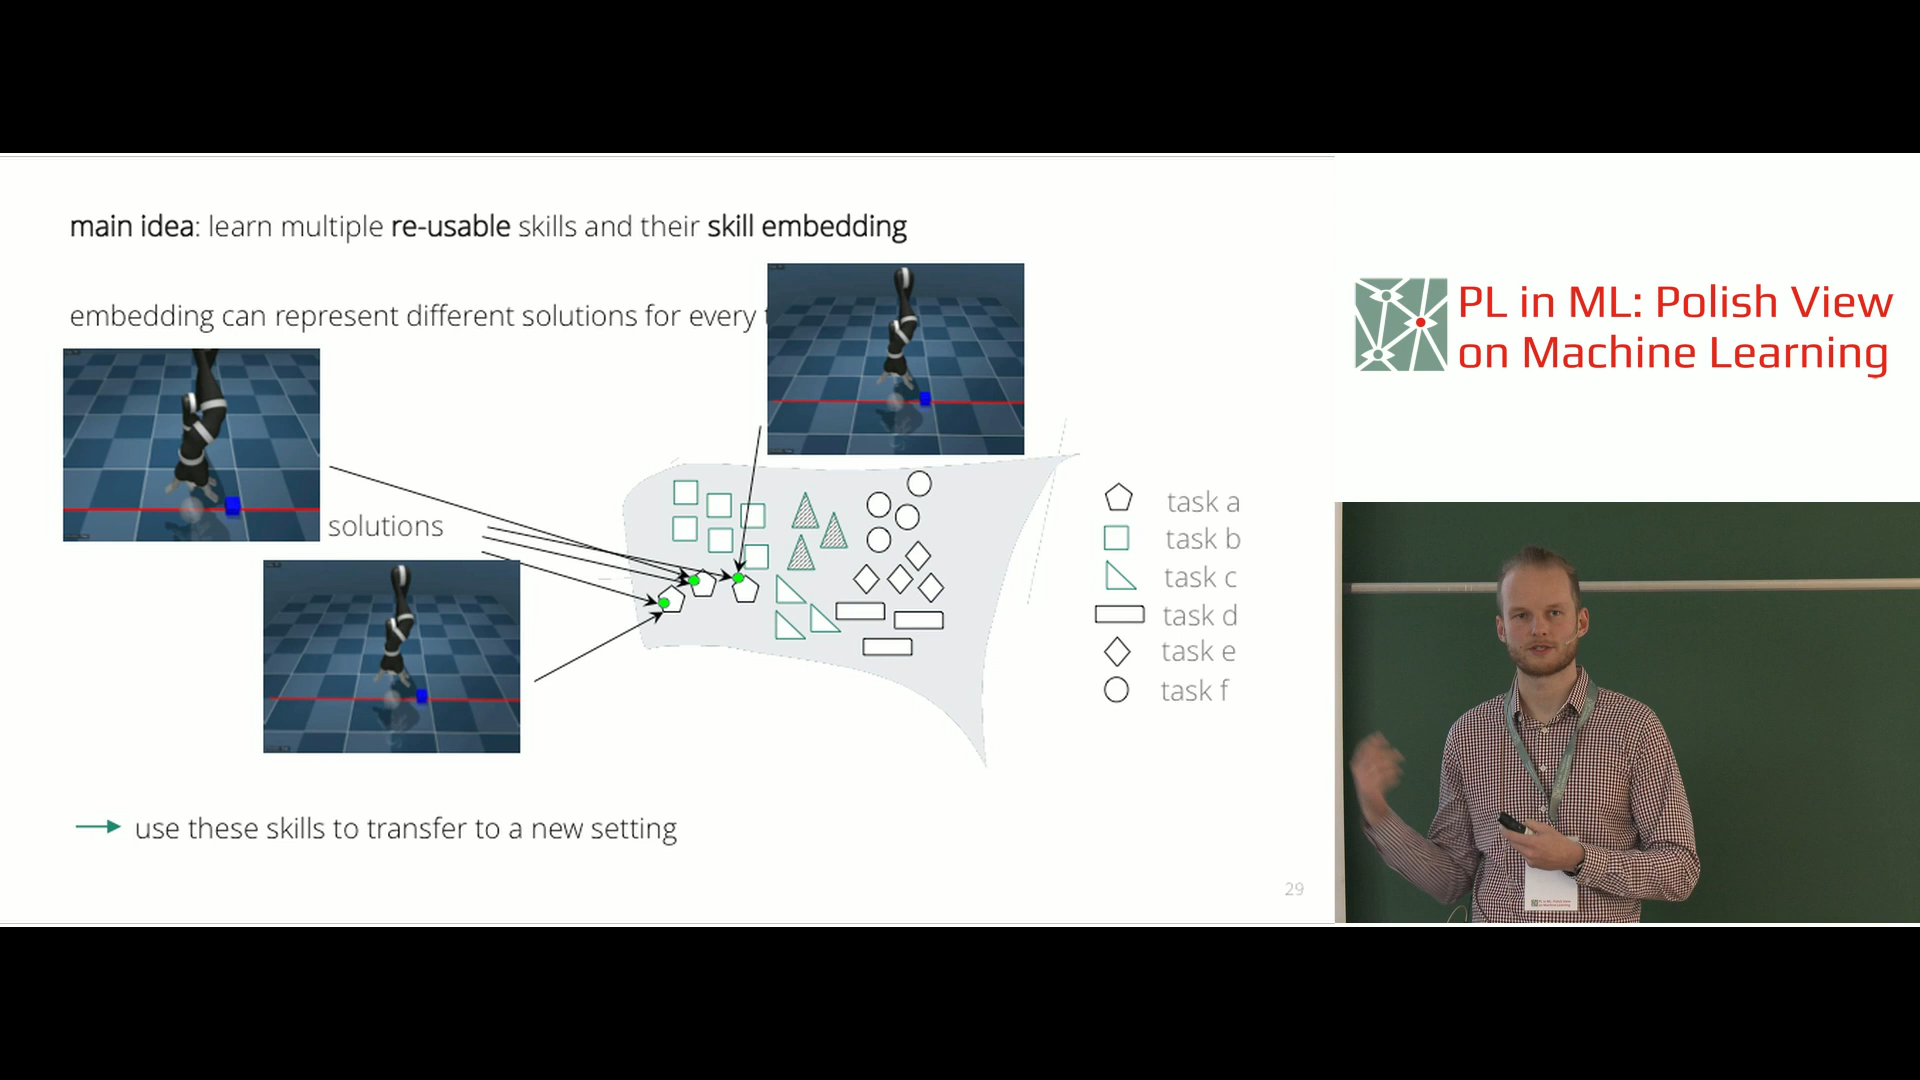 main idea: learn multiple re-usable skills and their skill embedding
embedding can represent different solutions for every
solutions
task a
task b
task c
task d
task e
task f
use these skills to transfer to a new setting
29
PL in ML: Polish View
on Machine Learning